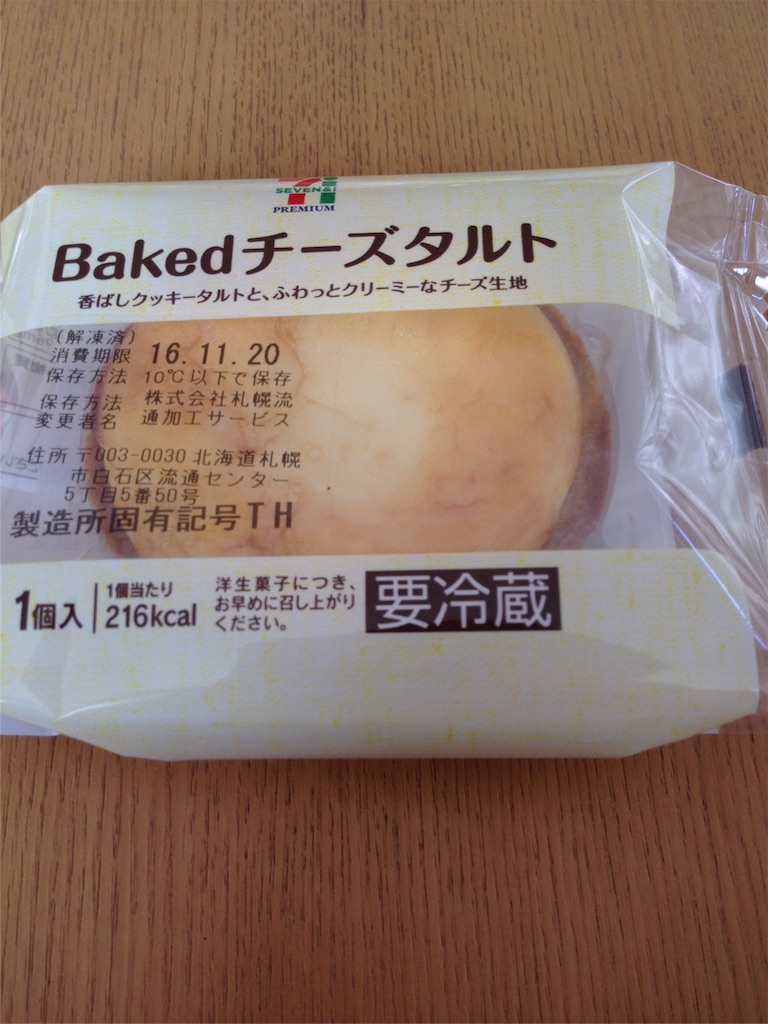 SEVEN&i
PREMIUM
Bakedチーズタルト
香ばしクッキータルトと、ふわっとクリーミーなチーズ生地
(解凍済)
消費期限 16.11.20
保存方法 10℃以下で保存
保存方法 株式会社札幌流
変更者名 通加工サービス
住所 〒003-0030 北海道札幌
市白石区流通センター
5丁目5番50号
製造所固有記号TH
1個入
1個当たり
216kcal
洋生菓子につき、
お早めに召し上がり
ください。
要冷蔵